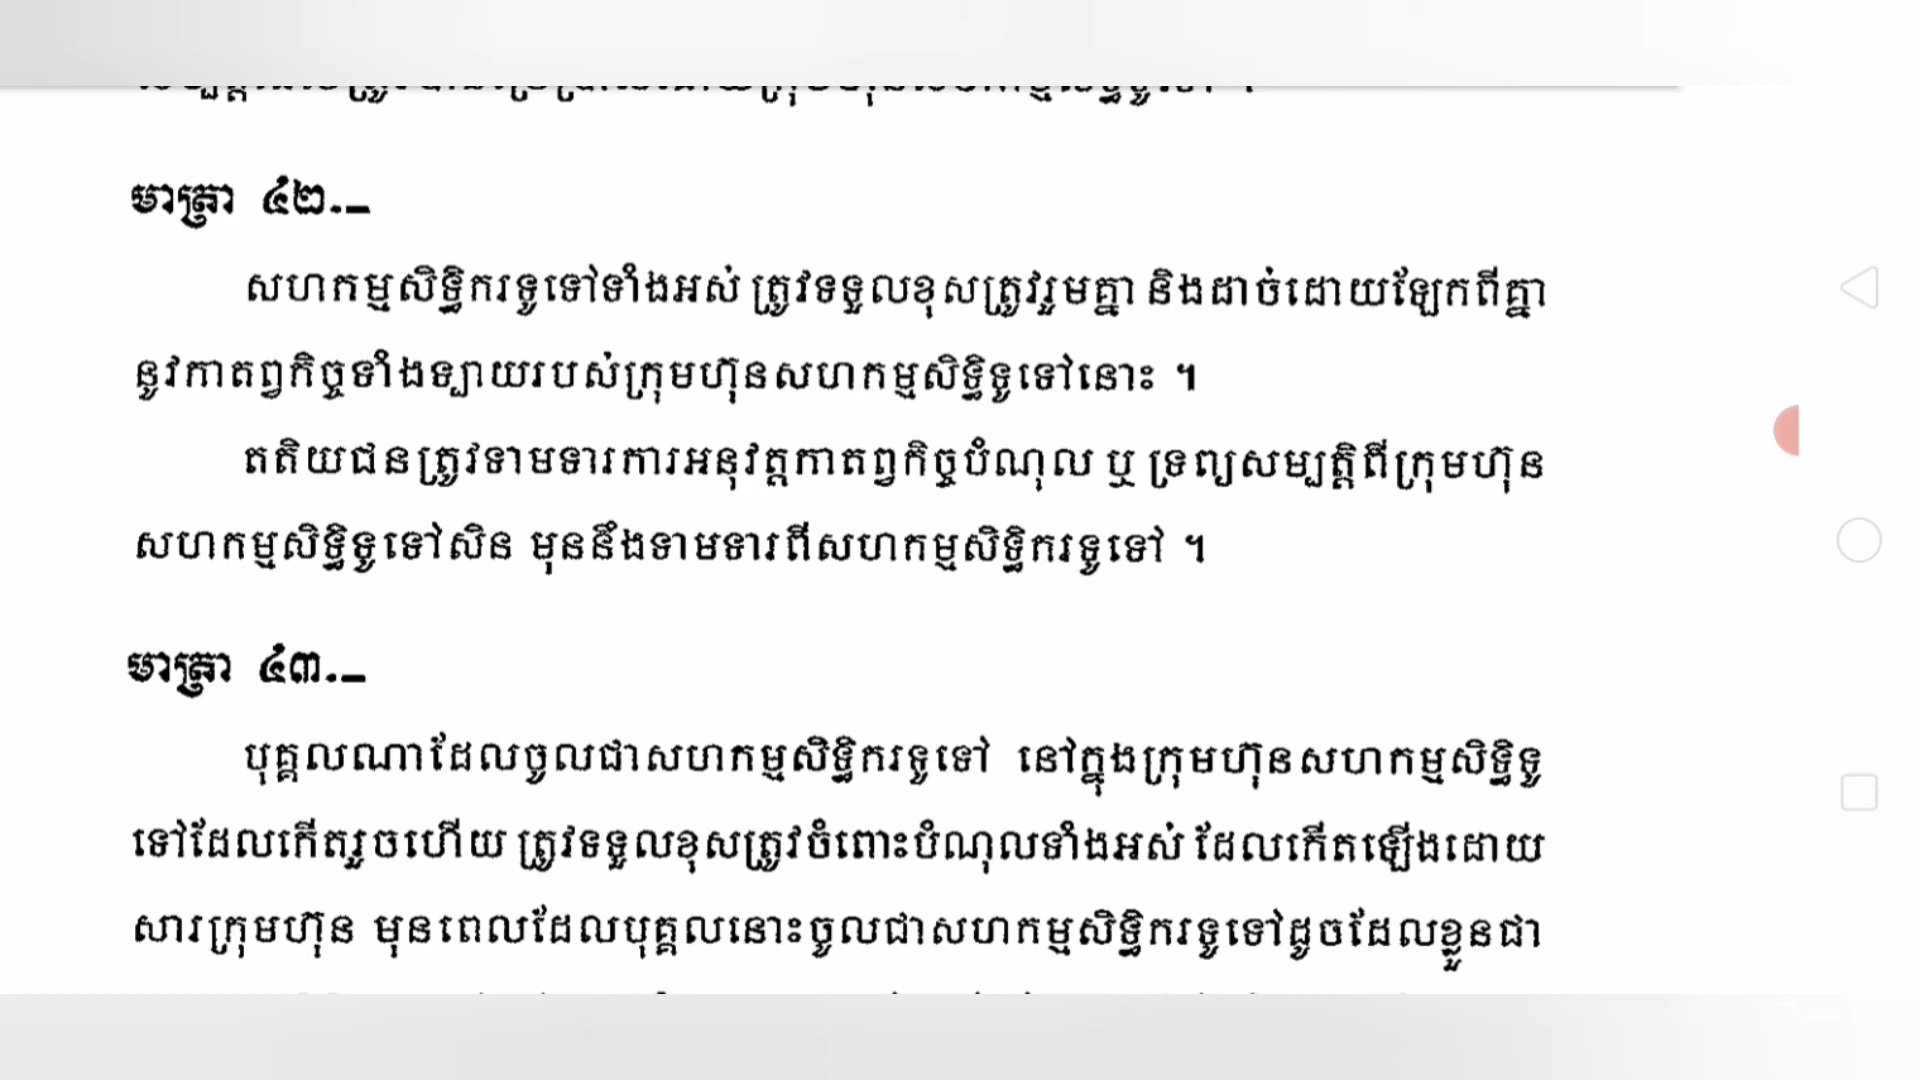 មាត្រា ៤២._
សហកម្មសិទ្ធិករទូទៅទាំងអស់ ត្រូវទទួលខុសត្រូវរួមគ្នា និងដាច់ដោយឡែកពីគ្នា
នូវកាតព្វកិច្ចទាំងឡាយរបស់ក្រុមហ៊ុនសហកម្មសិទ្ធិទូទៅនោះ ។
តតិយជនត្រូវទាមទារការអនុវត្តកាតព្វកិច្ចបំណុល ឬ ទ្រព្យសម្បត្តិពីក្រុមហ៊ុន
សហកម្មសិទ្ធិទូទៅសិន មុននឹងទាមទារពីសហកម្មសិទ្ធិករទូទៅ ។
មាត្រា ៤៣._
បុគ្គលណាដែលចូលជាសហកម្មសិទ្ធិករទូទៅ នៅក្នុងក្រុមហ៊ុនសហកម្មសិទ្ធិទូ
ទៅដែលកើតរួចហើយ ត្រូវទទួលខុសត្រូវចំពោះបំណុលទាំងអស់ ដែលកើតឡើងដោយ
សារក្រុមហ៊ុន មុនពេលដែលបុគ្គលនោះចូលជាសហកម្មសិទ្ធិករទូទៅដូចដែលខ្លួនជា